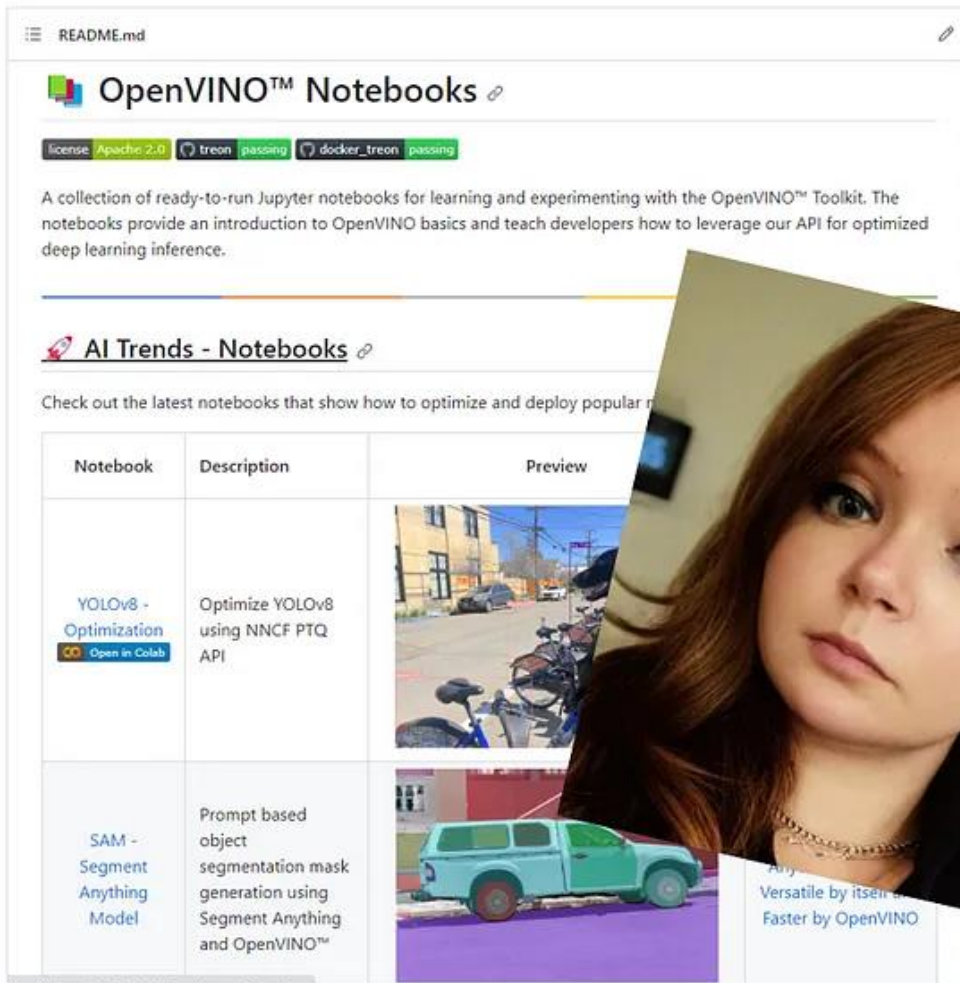 README.md
OpenVINO™ Notebooks
license Apache 2.0 treon passing docker_treon passing
A collection of ready-to-run Jupyter notebooks for learning and experimenting with the OpenVINO™ Toolkit. The
notebooks provide an introduction to OpenVINO basics and teach developers how to leverage our API for optimized
deep learning inference.
AI Trends - Notebooks
Check out the latest notebooks that show how to optimize and deploy popular
Notebook Description Preview
YOLOv8 -
Optimization
Open in Colab
Optimize YOLOv8
using NNCF PTQ
API
SAM -
Segment
Anything
Model
Prompt based
object
segmentation mask
generation using
Segment Anything
and OpenVINO™
Versatile by itself
Faster by OpenVINO